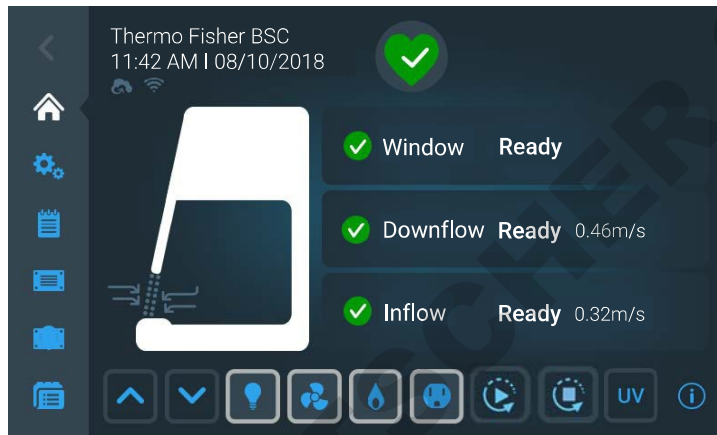 Thermo Fisher BSC
11:42 AM I 08/10/2018
Window Ready
Downflow Ready 0.46m/s
Inflow Ready 0.32m/s
UV